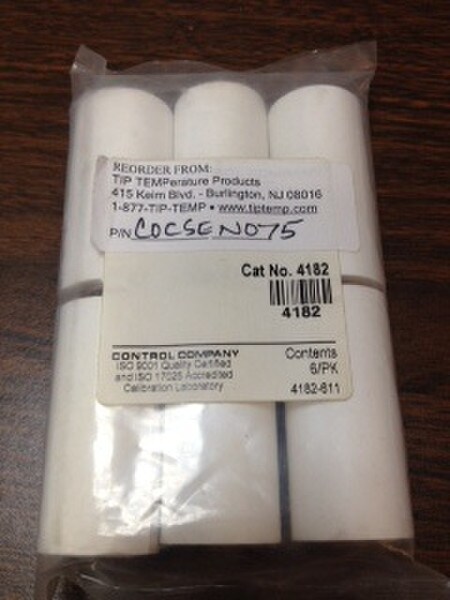 REORDER FROM:
TIP TEMPerature Products
415 Keim Blvd. - Burlington, NJ 08016
1-877-TIP-TEMP • www.tiptemp.com
P/N COCSEN075
Cat No. 4182
4182
CONTROL COMPANY
ISO 9001 Quality Certified
and ISO 17025 Accredited
Calibration Laboratory
Contents
6/PK
4182-611